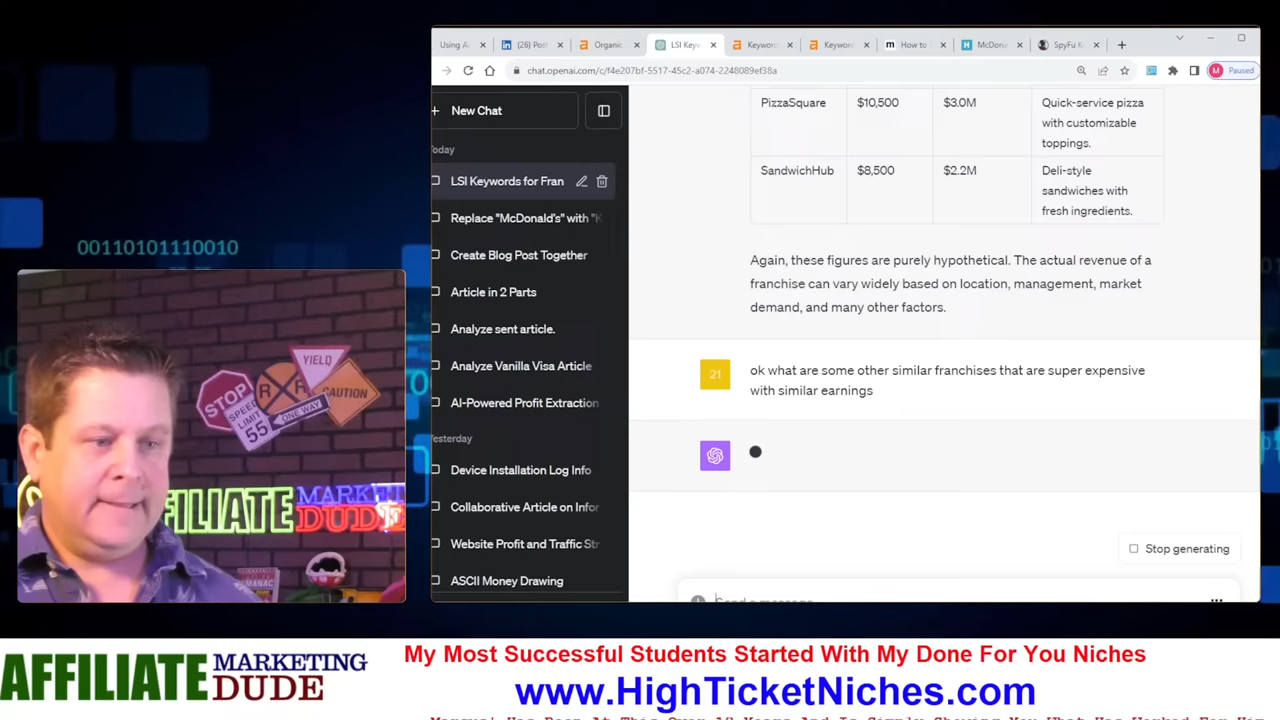 Using A
(26) Post
Organic
LSI Key
Keyword
Keyword
How to
McDon
SpyFu K
chat.openai.com/c/f4e207bf-5517-45c2-a074-2248089ef38a
M
Paused
New Chat
Today
LSI Keywords for Fran
Replace "McDonald's" with "K
Create Blog Post Together
Article in 2 Parts
Analyze sent article.
Analyze Vanilla Visa Article
AI-Powered Profit Extraction
Yesterday
Device Installation Log Info
Collaborative Article on Infor
Website Profit and Traffic Str
ASCII Money Drawing
PizzaSquare $10,500 $3.0M Quick-service pizza
with customizable
toppings.
SandwichHub $8,500 $2.2M Deli-style
sandwiches with
fresh ingredients.
Again, these figures are purely hypothetical. The actual revenue of a
franchise can vary widely based on location, management, market
demand, and many other factors.
21
ok what are some other similar franchises that are super expensive
with similar earnings
Stop generating
Send a message
00110101110010
YIELD
STOP
R R
CAUTION
SPEED
LIMIT
55
ONE WAY
FILIATE
MARKET
DUDE
AFFILIATE
MARKETING
DUDE
My Most Successful Students Started With My Done For You Niches
www.HighTicketNiches.com